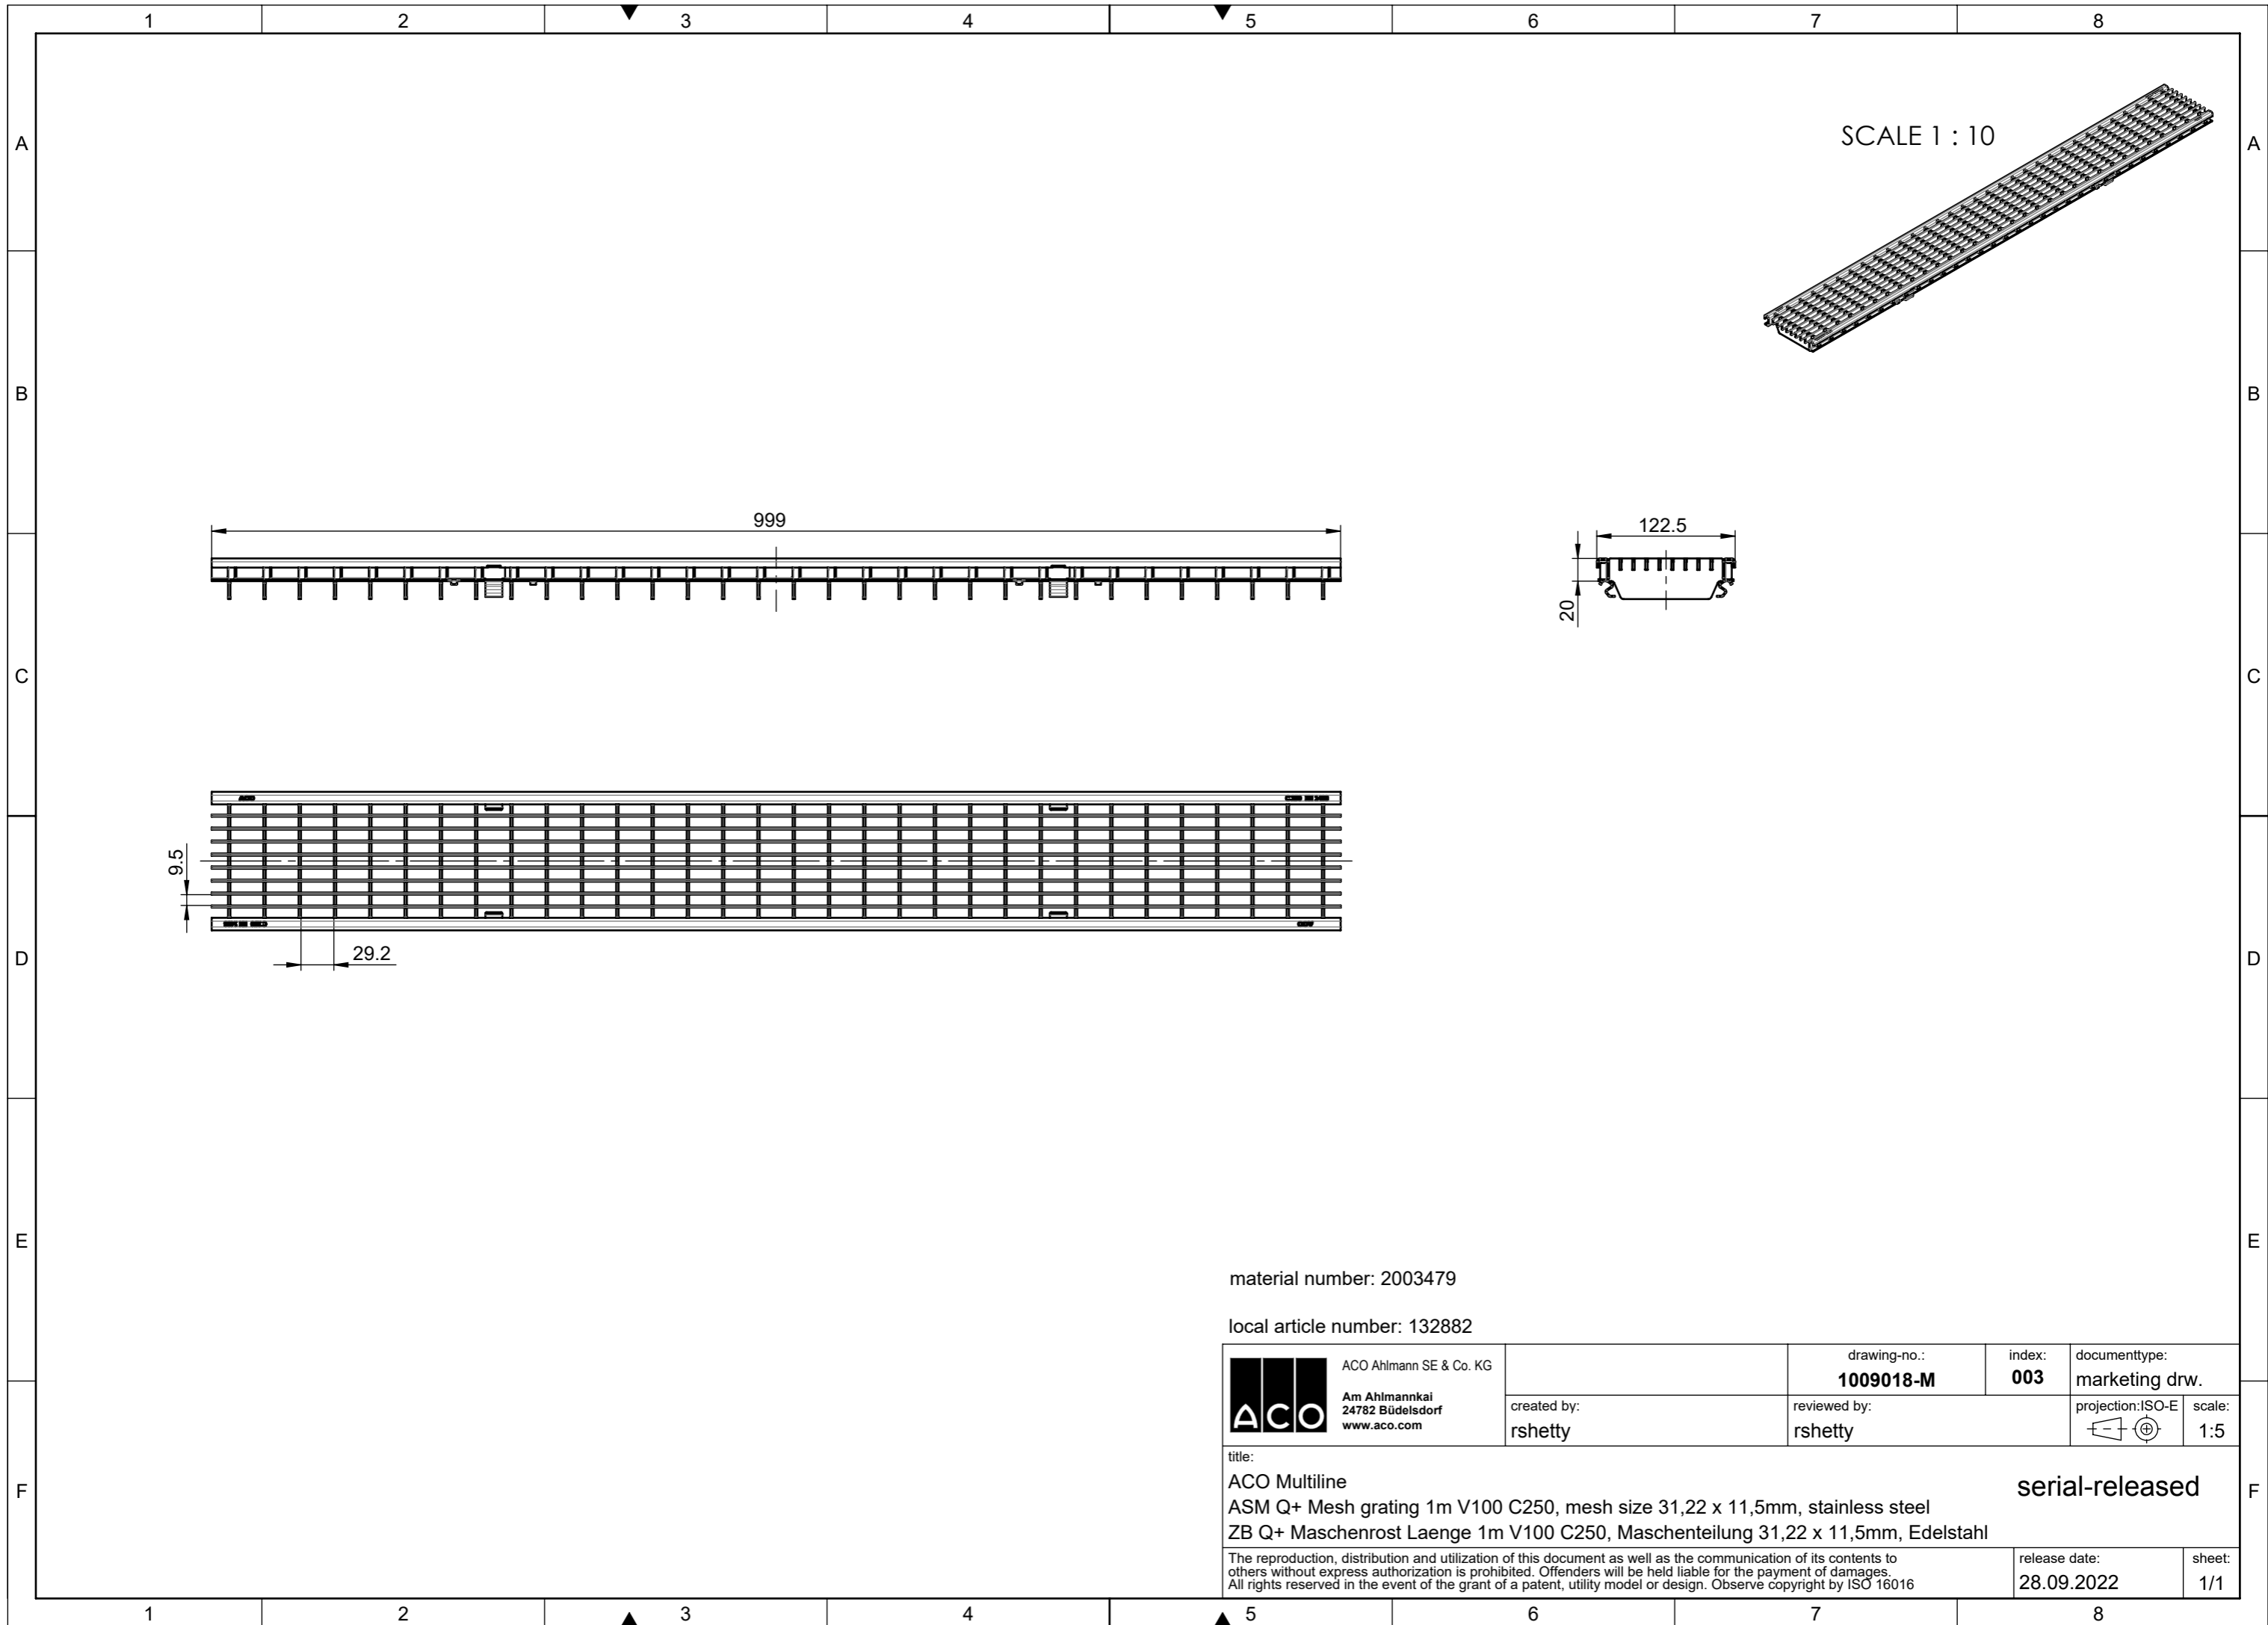 1 2 3 4 5 6 7 8
A A
SCALE 1 : 10
B B
999
122.5
20
C C
9.5
29.2
D D
E E
material number: 2003479
local article number: 132882
ACO
ACO Ahlmann SE & Co. KG
Am Ahlmannkai
24782 Büdelsdorf
www.aco.com
drawing-no.:
1009018-M
index:
003
documenttype:
marketing drw.
created by:
rshetty
reviewed by:
rshetty
projection:ISO-E
scale:
1:5
title:
ACO Multiline
ASM Q+ Mesh grating 1m V100 C250, mesh size 31,22 x 11,5mm, stainless steel
ZB Q+ Maschenrost Laenge 1m V100 C250, Maschenteilung 31,22 x 11,5mm, Edelstahl
serial-released
F F
The reproduction, distribution and utilization of this document as well as the communication of its contents to
others without express authorization is prohibited. Offenders will be held liable for the payment of damages.
All rights reserved in the event of the grant of a patent, utility model or design. Observe copyright by ISO 16016
release date:
28.09.2022
sheet:
1/1
1 2 3 4 5 6 7 8